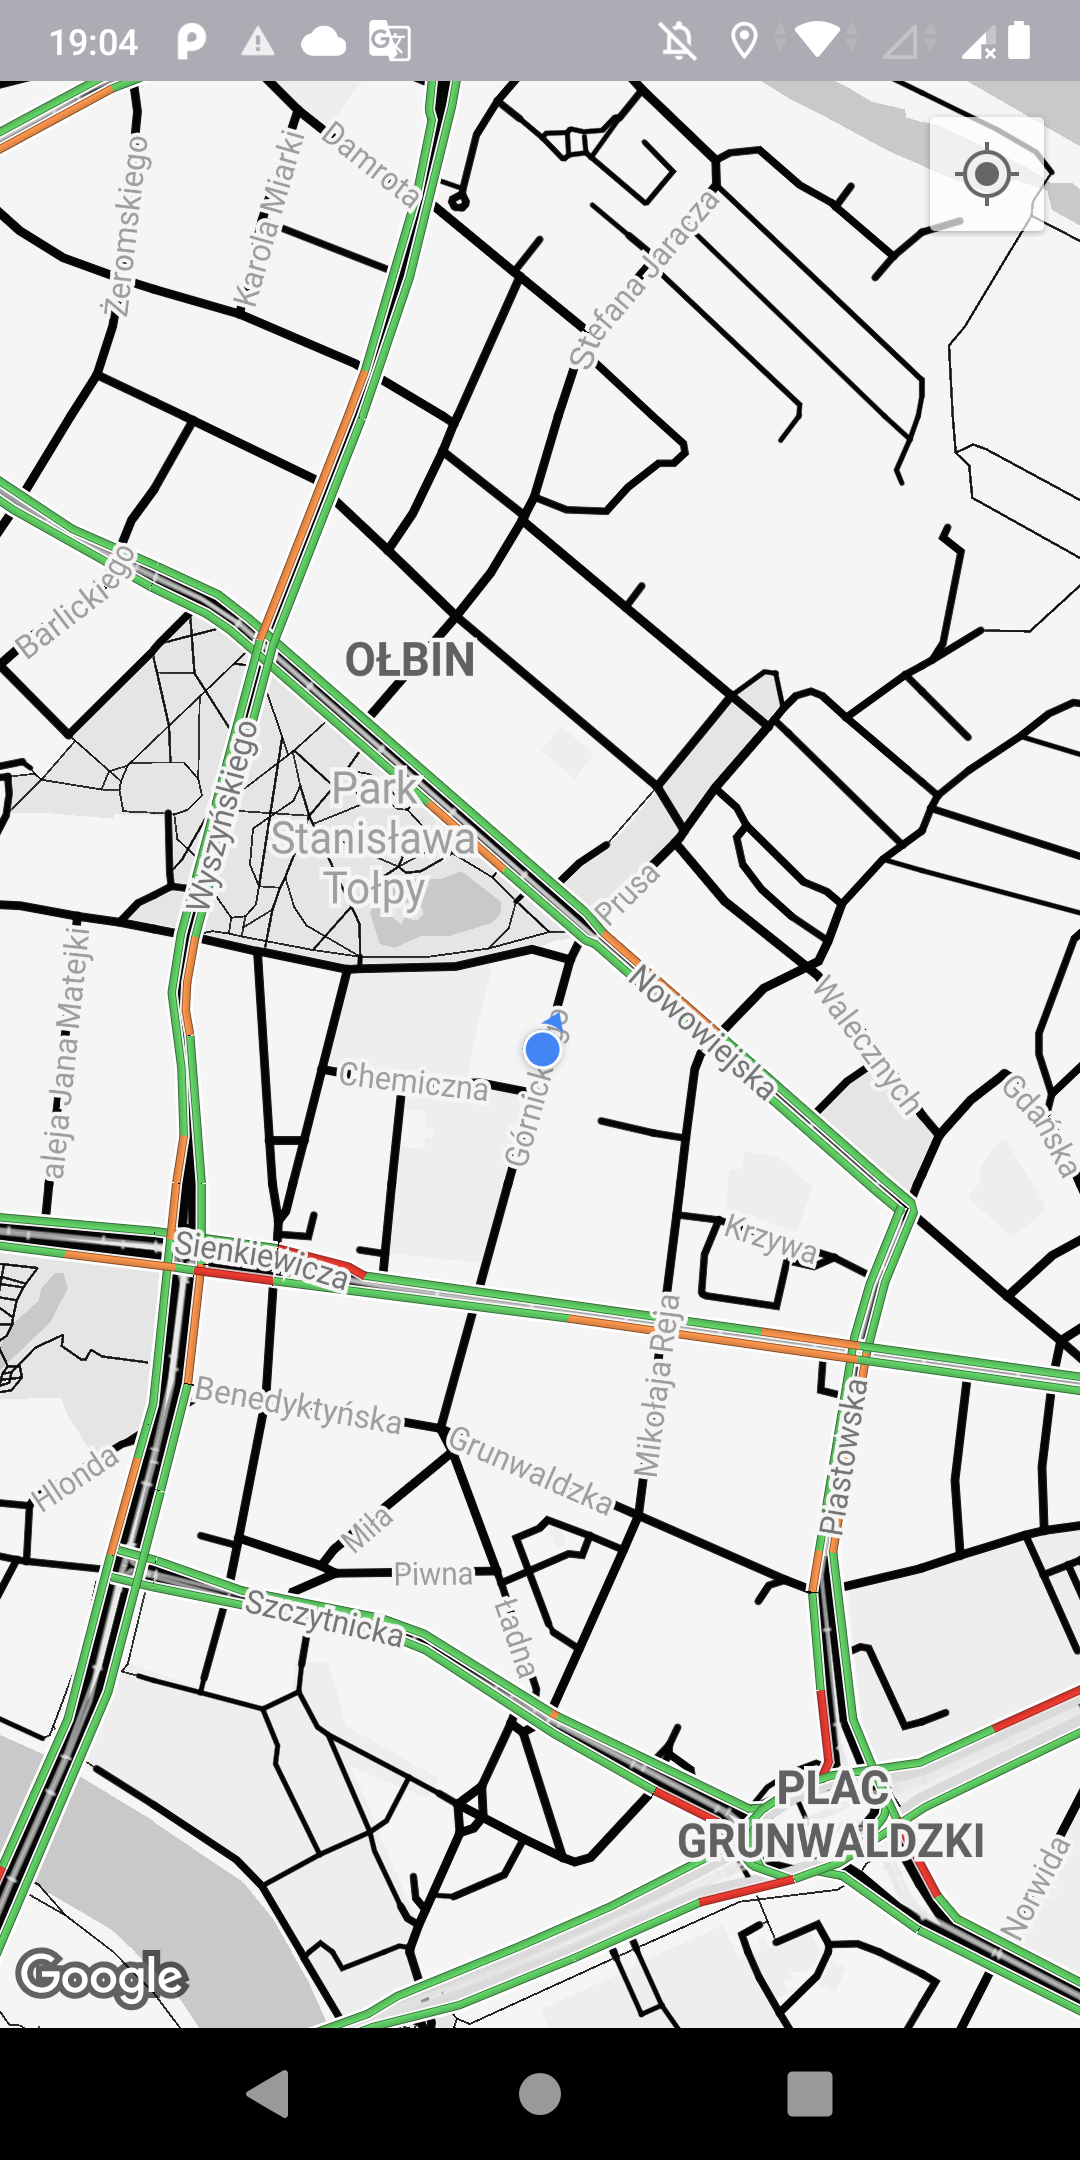 19:04
Damrota
Żeromskiego
Karola Miarki
Stefana Jaracza
Barlickiego
OŁBIN
Wyszyńskiego
Park
Stanisława
Tołpy
Prusa
Nowowiejska
Walecznych
aleja Jana Matejki
Chemiczna
Gdańska
Krzywa
Sienkiewicza
Mikołaja Reja
Benedyktyńska
Grunwaldzka
Piastowska
Hlonda
Miła
Piwna
Szczytnicka
Ładna
PLAC
GRUNWALDZKI
Norwida
Google